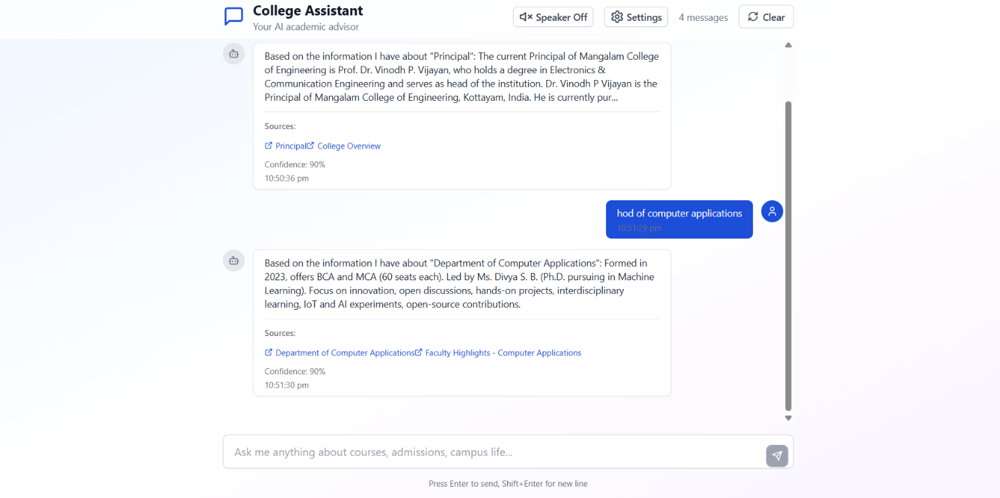 College Assistant
Your AI academic advisor
Speaker Off
Settings
4 messages
Clear
Based on the information I have about "Principal": The current Principal of Mangalam College
of Engineering is Prof. Dr. Vinodh P. Vijayan, who holds a degree in Electronics &
Communication Engineering and serves as head of the institution. Dr. Vinodh P Vijayan is the
Principal of Mangalam College of Engineering, Kottayam, India. He is currently pur...
Sources:
Principal College Overview
Confidence: 90%
10:50:36 pm
hod of computer applications
10:51:29 pm
Based on the information I have about "Department of Computer Applications": Formed in
2023, offers BCA and MCA (60 seats each). Led by Ms. Divya S. B. (Ph.D. pursuing in Machine
Learning). Focus on innovation, open discussions, hands-on projects, interdisciplinary
learning, IoT and AI experiments, open-source contributions.
Sources:
Department of Computer Applications Faculty Highlights - Computer Applications
Confidence: 90%
10:51:30 pm
Ask me anything about courses, admissions, campus life...
Press Enter to send, Shift+Enter for new line